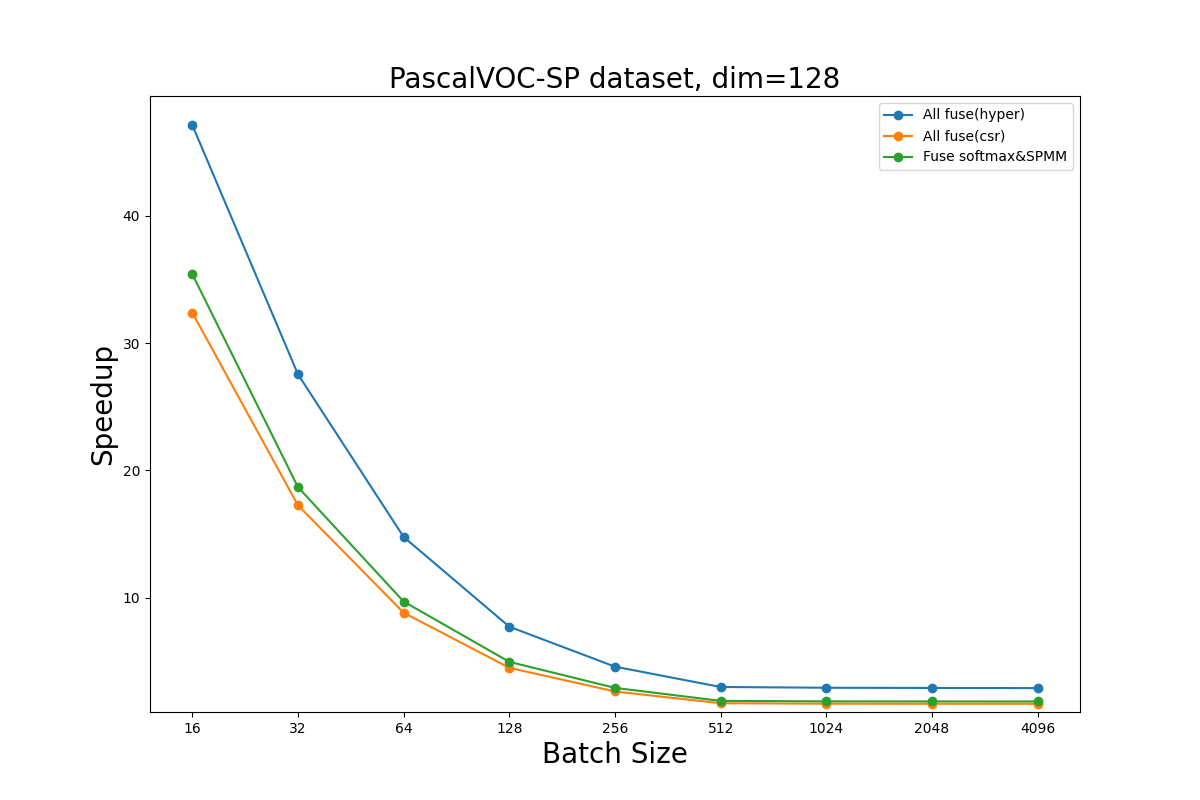 PascalVOC-SP dataset, dim=128
All fuse(hyper)
All fuse(csr)
Fuse softmax&SPMM
Speedup
40
30
20
10
16 32 64 128 256 512 1024 2048 4096
Batch Size